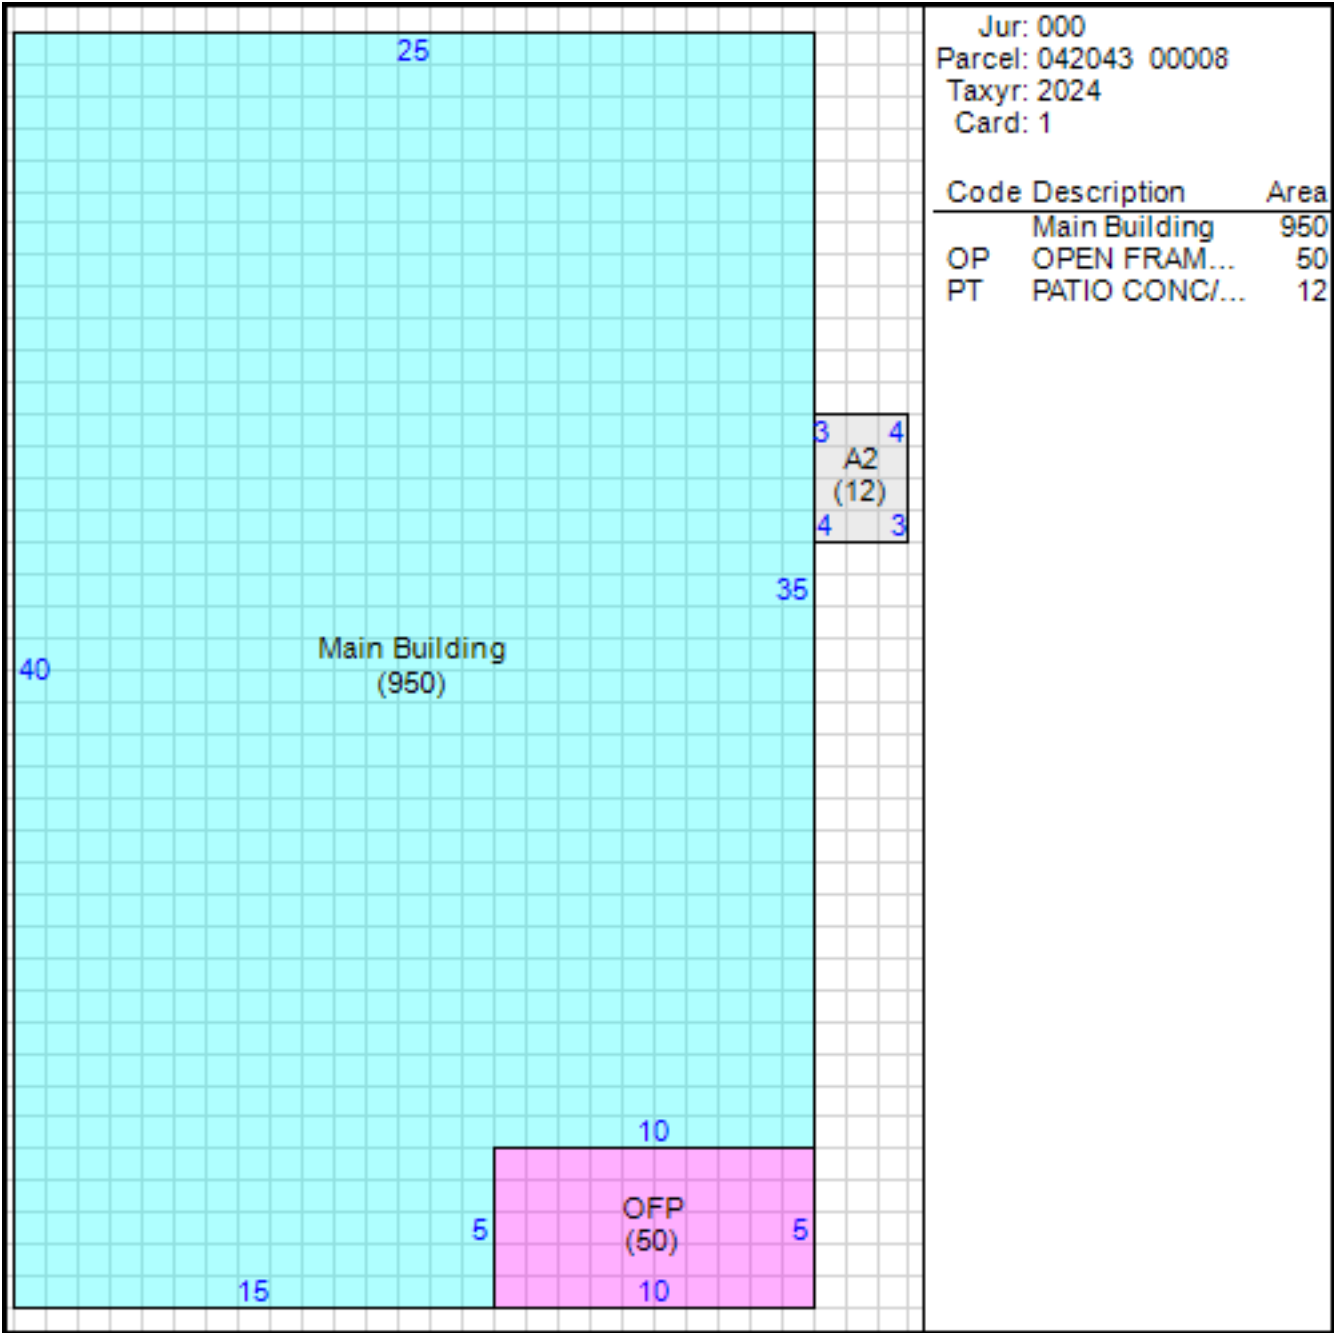 Jur: 000
Parcel: 042043 00008
Taxyr: 2024
Card: 1
Code Description Area
Main Building 950
OP OPEN FRAM... 50
PT PATIO CONC/... 12
25
3 4
A2
(12)
4 3
35
Main Building
(950)
40
10
OFP
(50)
5 5
15 10